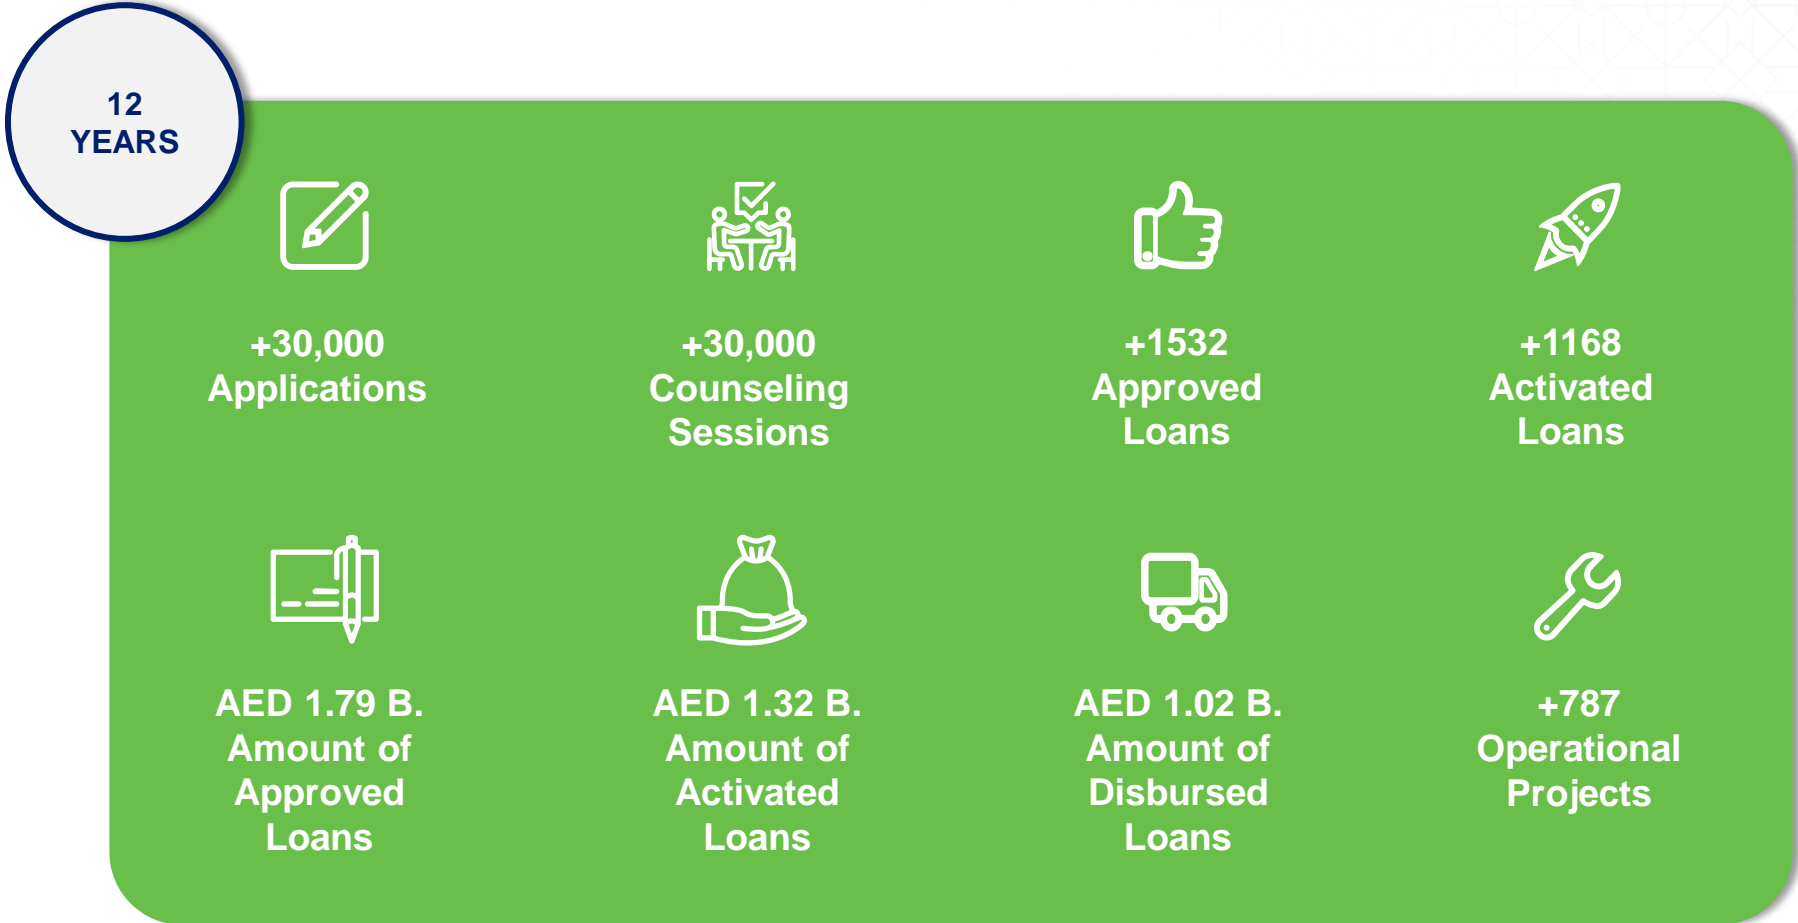 12
YEARS
+30,000
Applications
+30,000
Counseling
Sessions
+1532
Approved
Loans
+1168
Activated
Loans
AED 1.79 B.
Amount of
Approved
Loans
AED 1.32 B.
Amount of
Activated
Loans
AED 1.02 B.
Amount of
Disbursed
Loans
+787
Operational
Projects